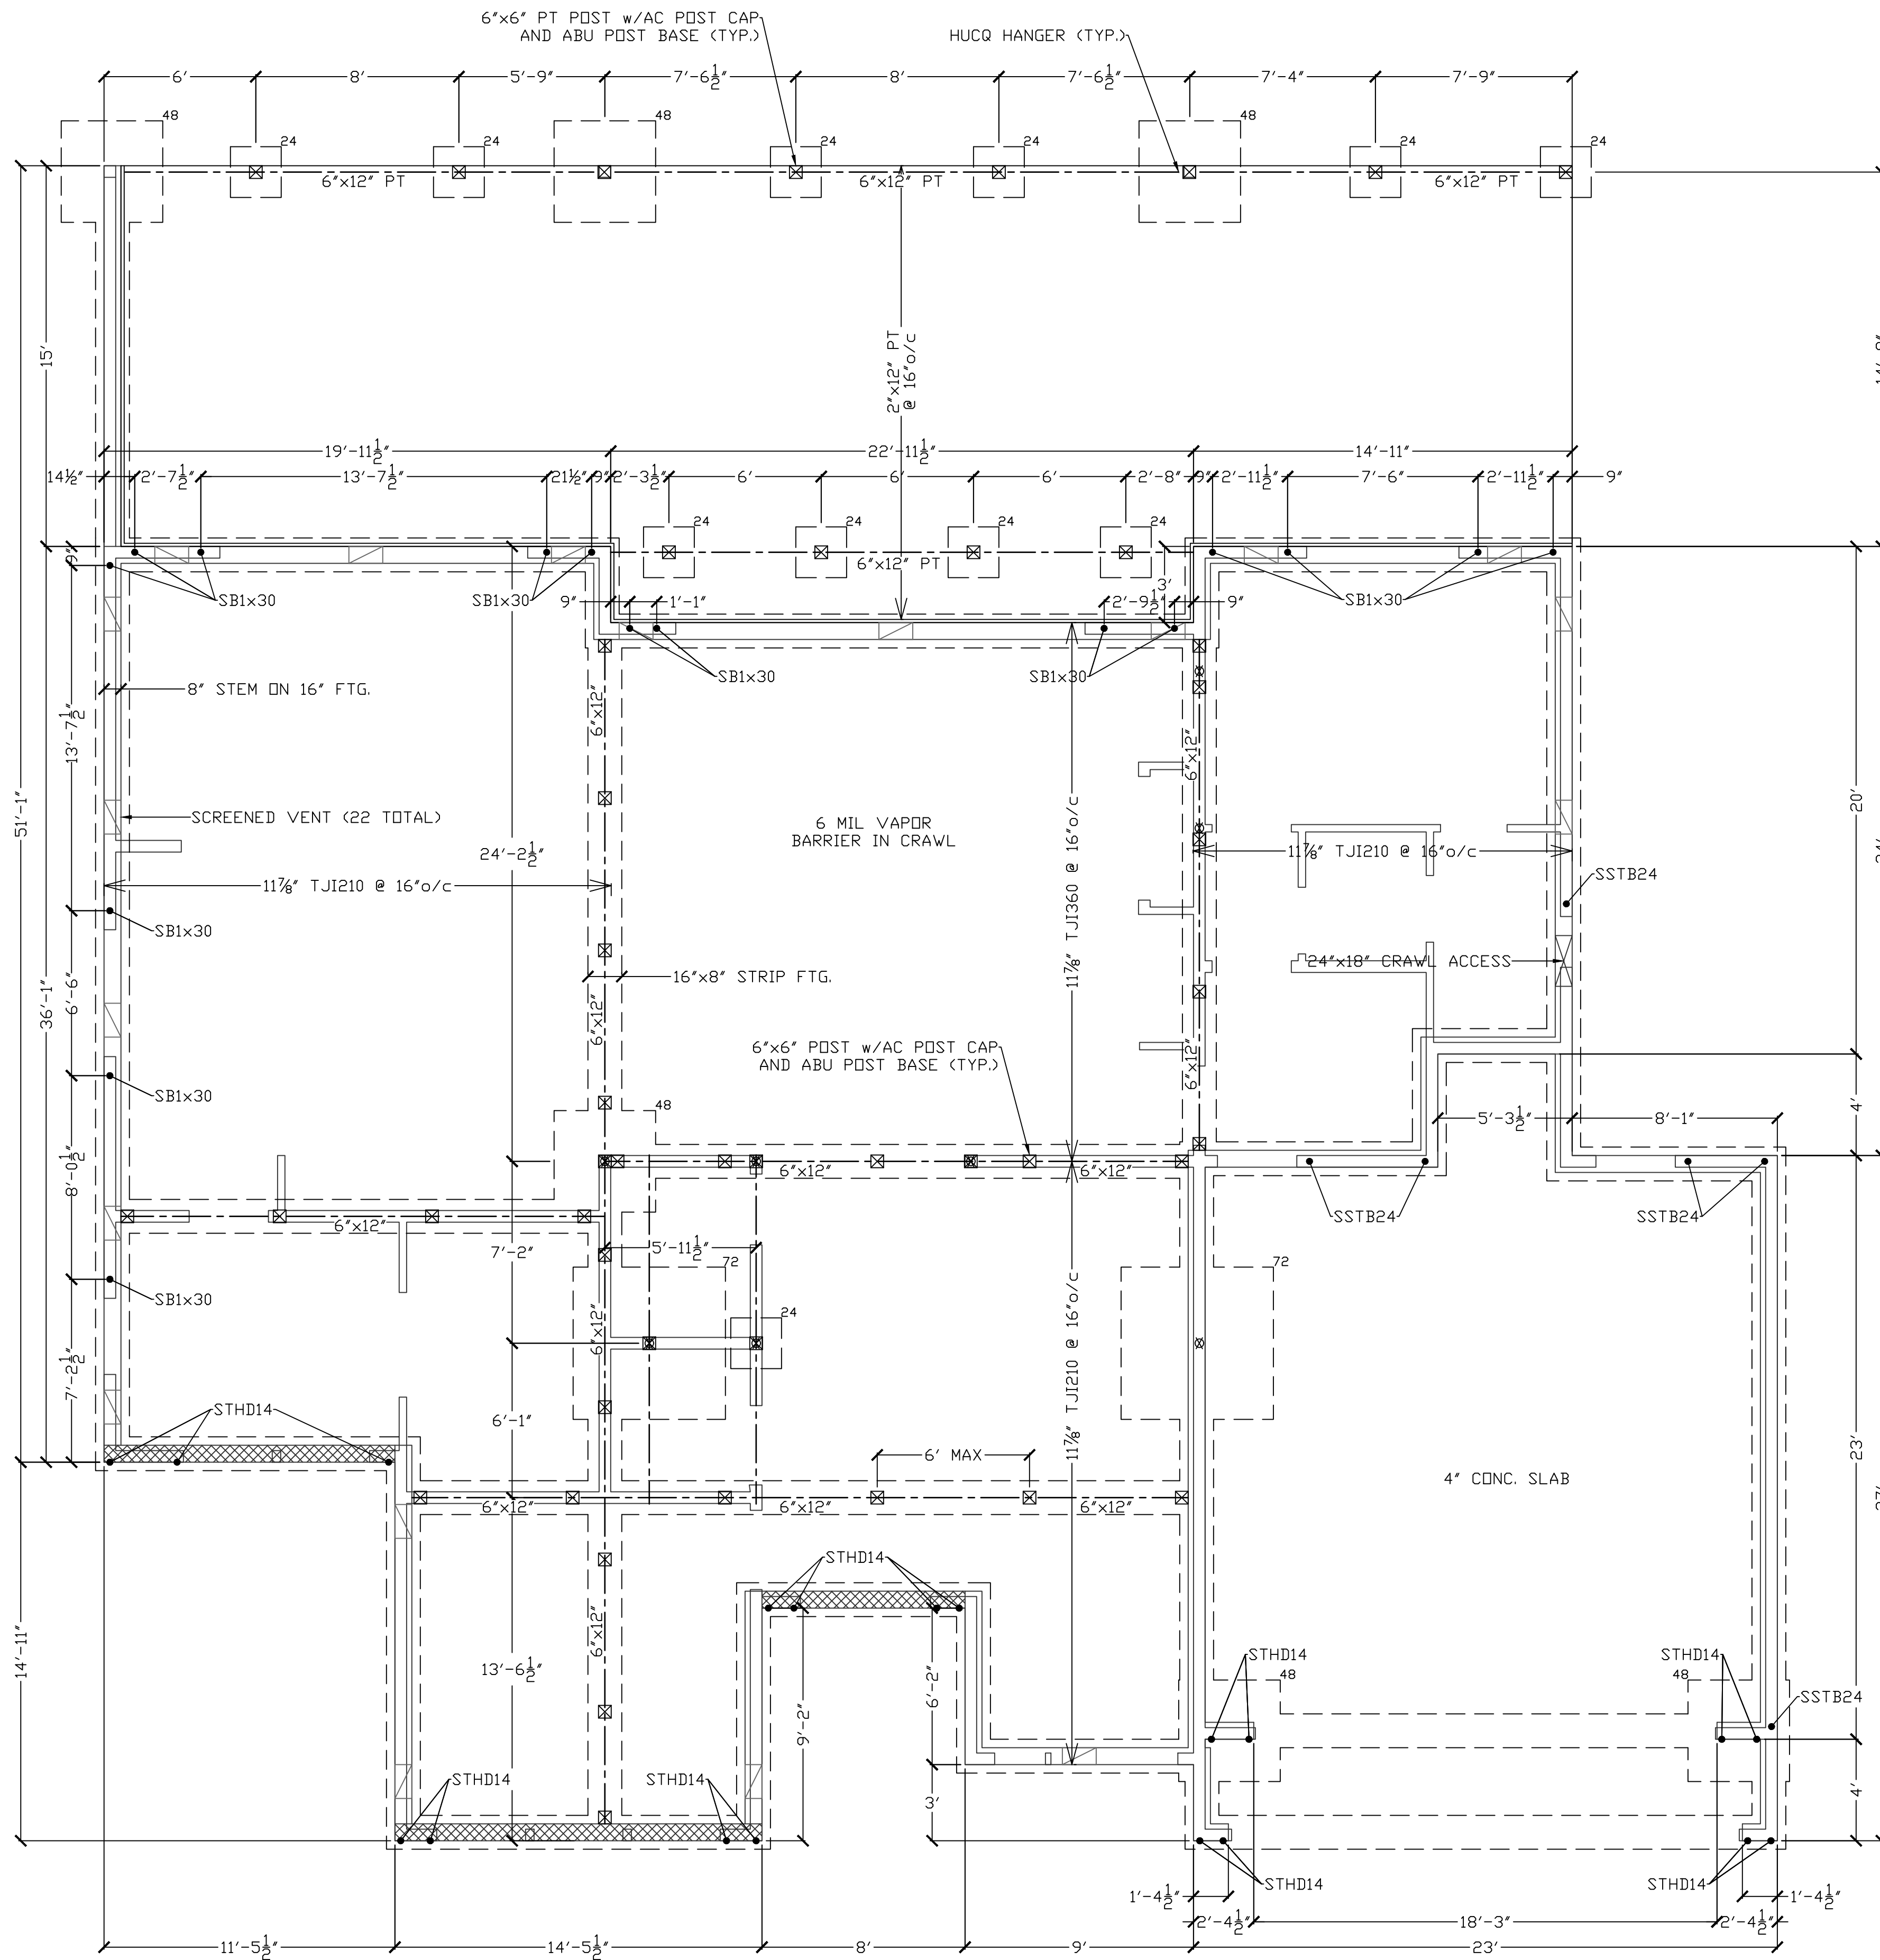 6"x6" PT POST w/AC POST CAP
AND ABU POST BASE (TYP.)
HUCQ HANGER (TYP.)
6' 8' 5'-9" 7'-6½" 8' 7'-6½" 7'-4" 7'-9"
48 48 48
24 24 24 24 24 24
6"x12" PT 6"x12" PT 6"x12" PT
15'
2"x12" PT
@ 16"o/c
19'-11½" 22'-11½" 14'-11"
14½" 2'-7½" 13'-7½" 21½" 9" 2'-3½" 6' 6' 6' 2'-8" 9" 2'-11½" 7'-6" 2'-11½" 9"
24 24 24 24
9"
6"x12" PT
3'
SB1x30 SB1x30 9" 1'-1" 2'-9½" 9" SB1x30
SB1x30 SB1x30
8" STEM ON 16" FTG.
6"x12"
13'-7½"
6"x12"
SCREENED VENT (22 TOTAL)
6 MIL VAPOR
BARRIER IN CRAWL
51'-1"
24'-2½"
20'
11⅞" TJI210 @ 16"o/c
11⅞" TJI210 @ 16"o/c
11⅞" TJI360 @ 16"o/c
SSTB24
SB1x30
24"x18" CRAWL ACCESS
16"x8" STRIP FTG.
36'-1"
6'-6"
6"x12"
6"x6" POST w/AC POST CAP
AND ABU POST BASE (TYP.)
6"x12"
SB1x30
48
4'
5'-3½" 8'-1"
8'-0½"
6"x12" 6"x12"
SSTB24 SSTB24
6"x12"
7'-2" 5'-11½"
72 72
SB1x30
24
6"x12"
11⅞" TJI210 @ 16"o/c
7'-2½"
STHD14
6'-1"
6' MAX
23'
4" CONC. SLAB
6"x12" 6"x12" 6"x12"
STHD14
14'-11"
6"x12"
13'-6½"
9'-2"
6'-2"
STHD14 STHD14
48 48
SSTB24
STHD14 STHD14
3'
4'
STHD14 STHD14
1'-4½" 1'-4½"
2'-4½" 18'-3" 2'-4½"
11'-5½" 14'-5½" 8' 9' 23'